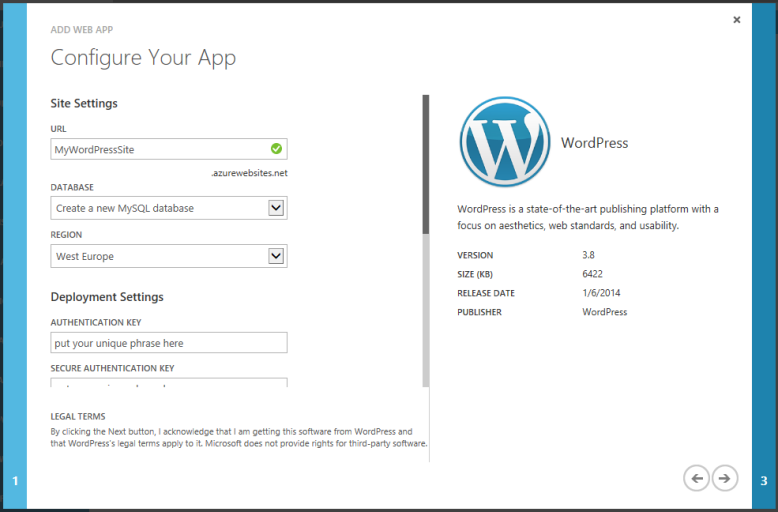 ADD WEB APP
Configure Your App
Site Settings
URL
MyWordPressSite
.azurewebsites.net
DATABASE
Create a new MySQL database
REGION
West Europe
Deployment Settings
AUTHENTICATION KEY
put your unique phrase here
SECURE AUTHENTICATION KEY
LEGAL TERMS
By clicking the Next button, I acknowledge that I am getting this software from WordPress and
that WordPress's legal terms apply to it. Microsoft does not provide rights for third-party software.
W
WordPress
WordPress is a state-of-the-art publishing platform with a
focus on aesthetics, web standards, and usability.
VERSION 3.8
SIZE (KB) 6422
RELEASE DATE 1/6/2014
PUBLISHER WordPress
1
3